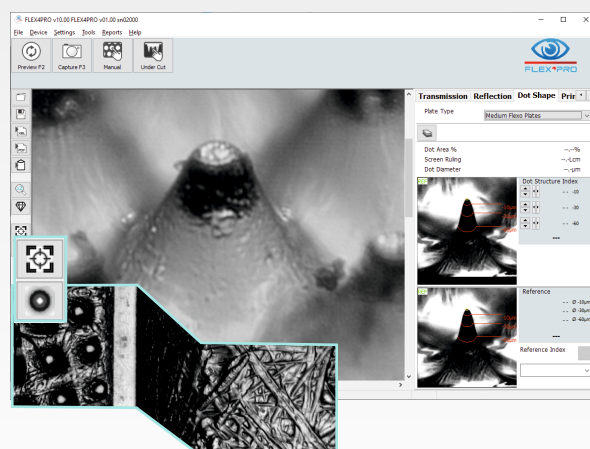 FLEX4PRO v10.00 FLEX4PRO v01.00 sn02000
File Device Settings Tools Reports Help
Preview F2 Capture F3 Manual Under Cut
FLEX PRO
Transmission Reflection Dot Shape
Plate Type
Medium Flexo Plates
Dot Area % --.--%
Screen Ruling --.-Lcm
Dot Diameter --.-µm
Dot Structure Index
-- -10
-- -30
-- -60
---
Reference
-- Ø -10µm
-- Ø -30µm
-- Ø -60µm
---
Reference Index